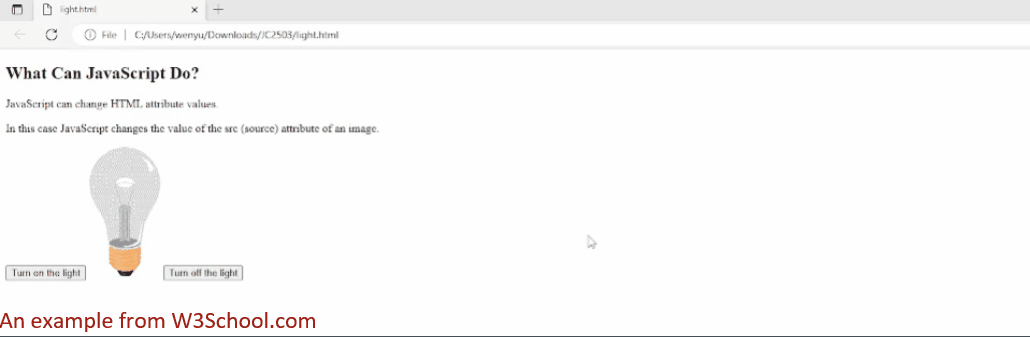 light.html
File | C:/Users/wenyu/Downloads/JC2503/light.html
What Can JavaScript Do?
JavaScript can change HTML attribute values.
In this case JavaScript changes the value of the src (source) attribute of an image.
Turn on the light Turn off the light
An example from W3School.com